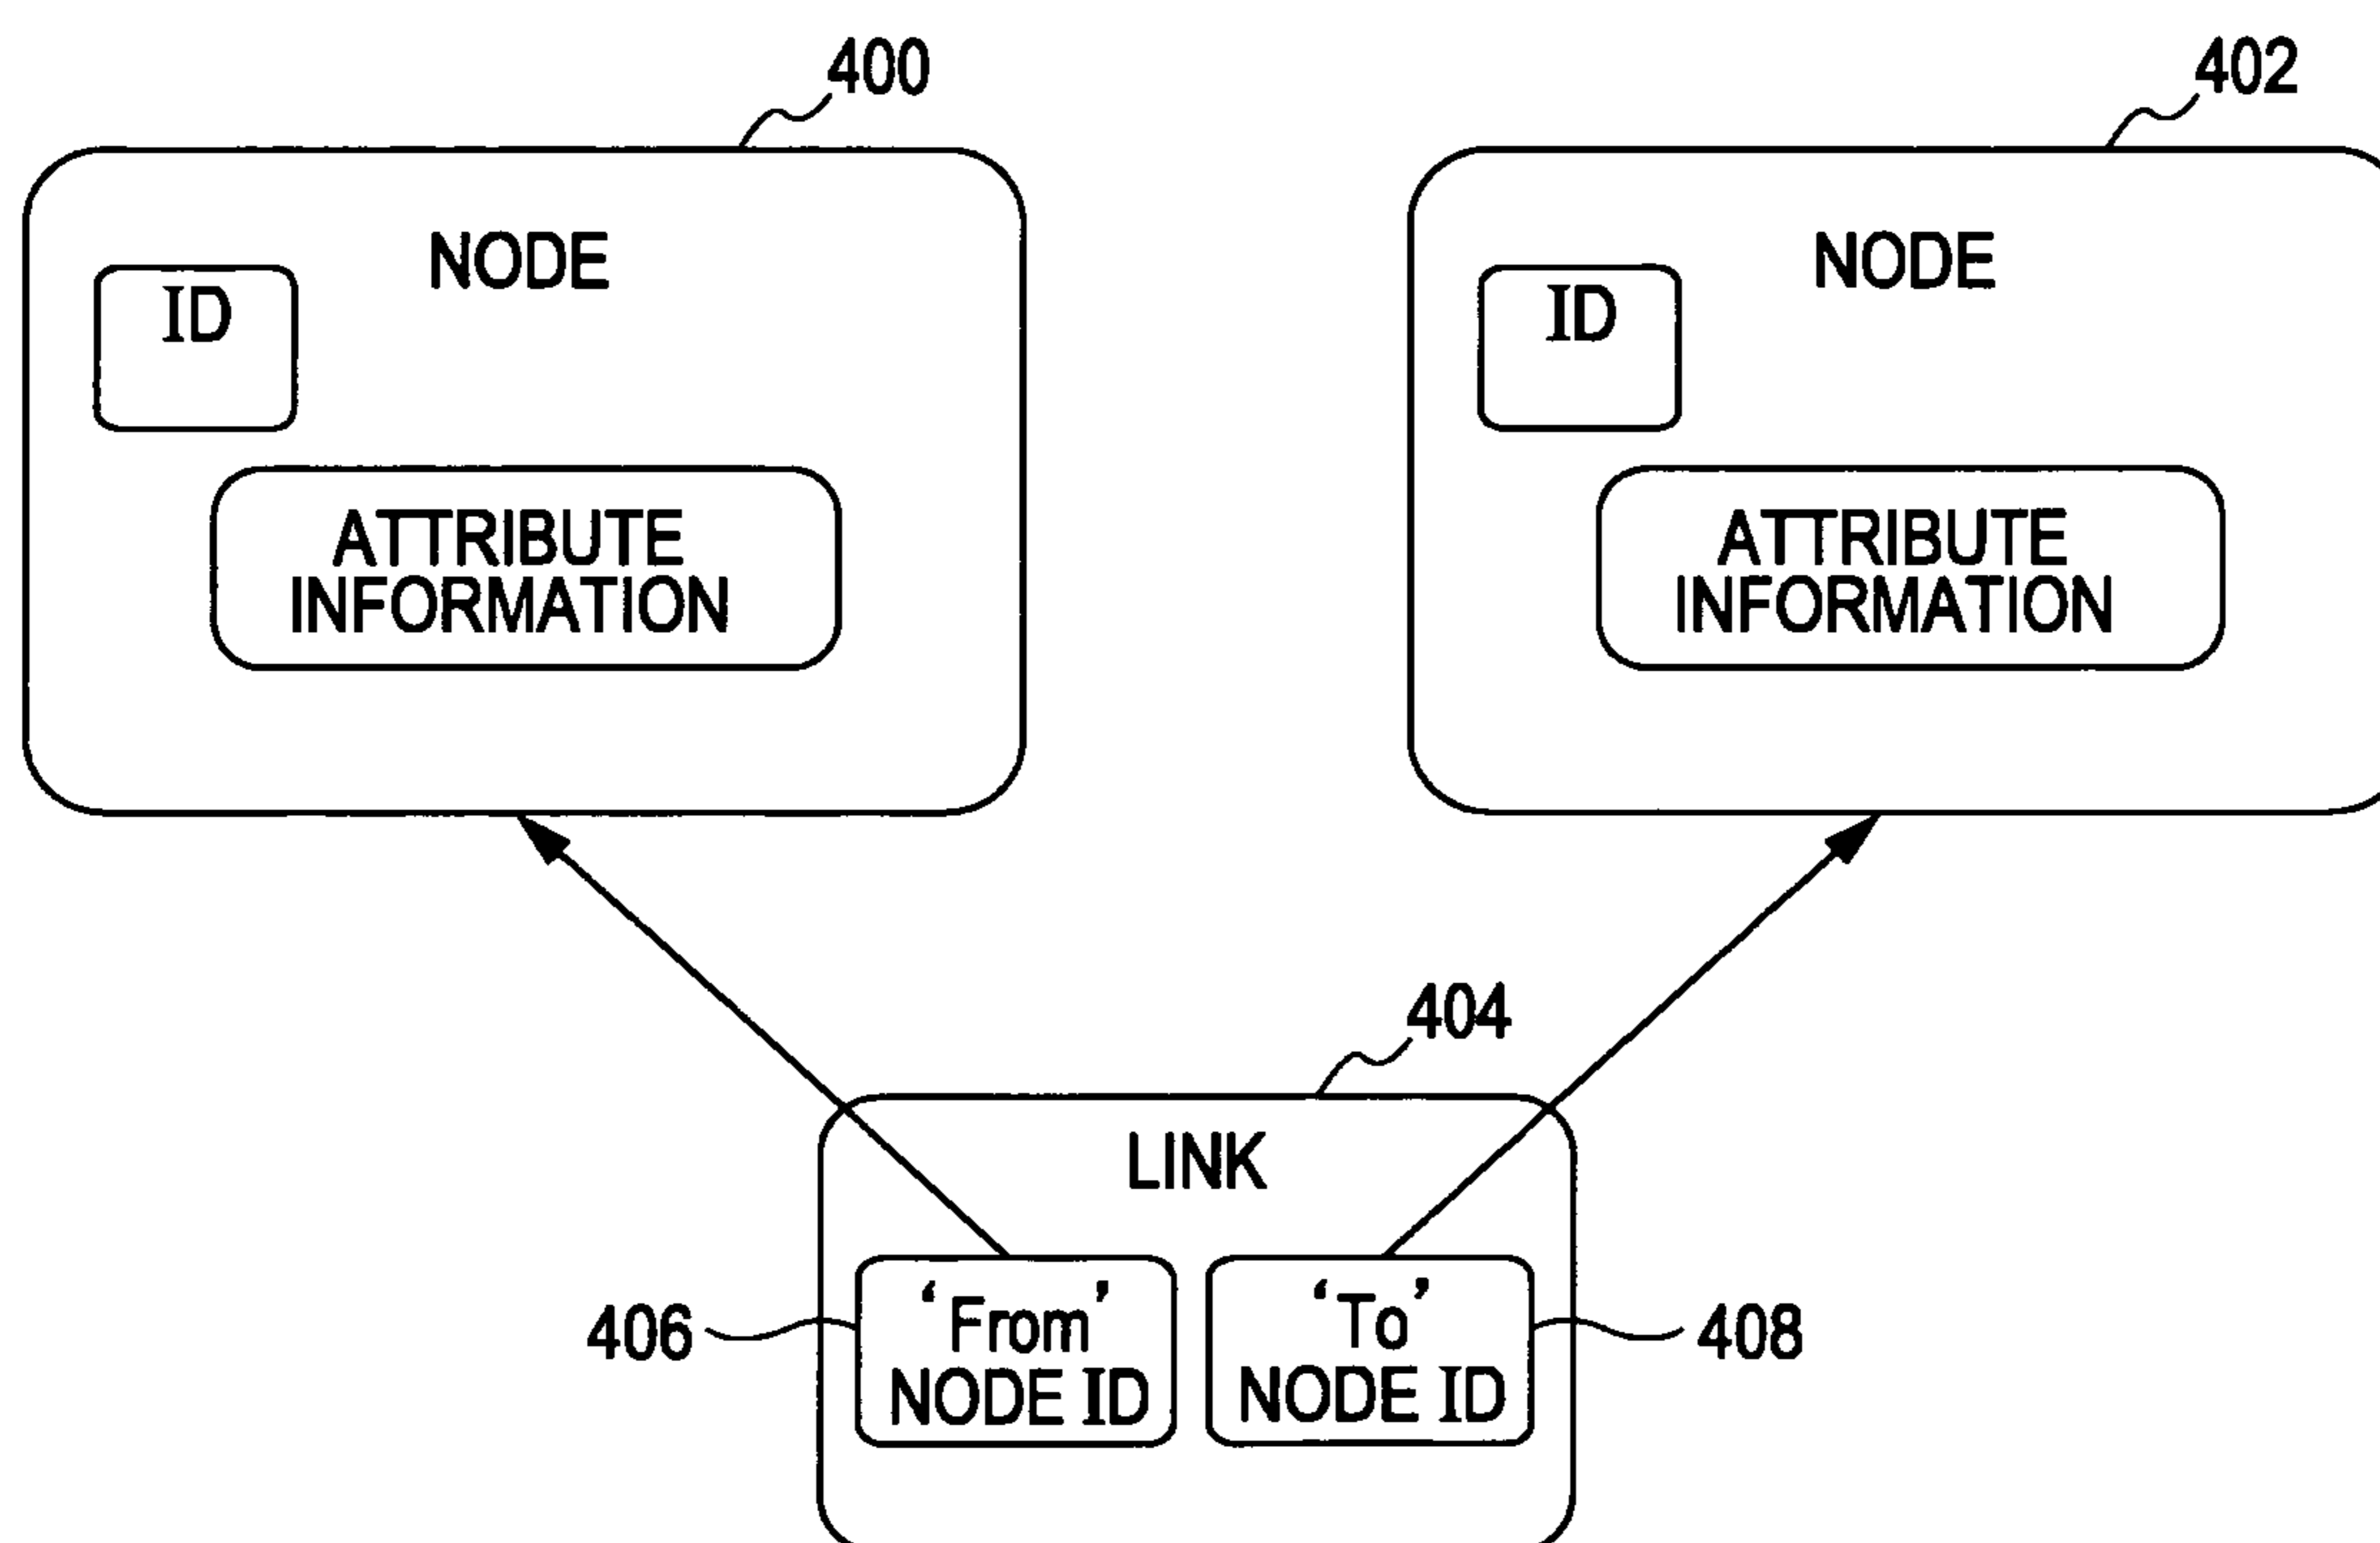 400
402
NODE
ID
ATTRIBUTE
INFORMATION
NODE
ID
ATTRIBUTE
INFORMATION
404
LINK
406
‘From’
NODE ID
‘To’
NODE ID
408